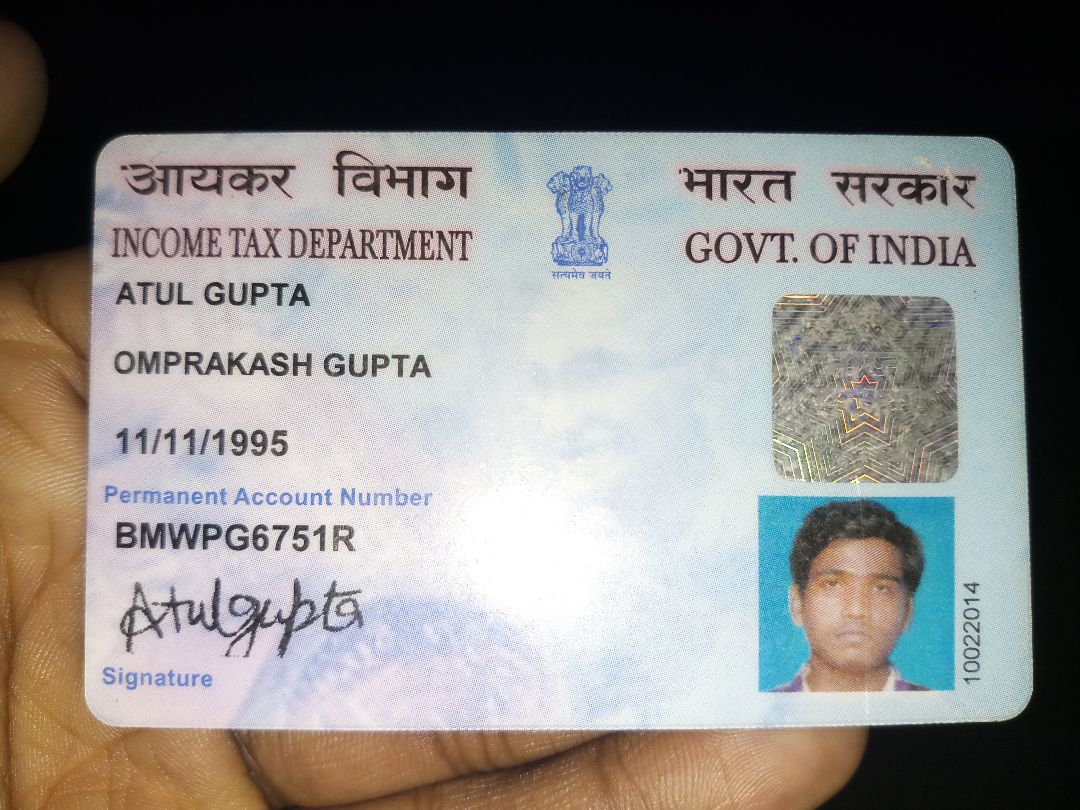 आयकर विभाग
INCOME TAX DEPARTMENT
सत्यमेव जयते
भारत सरकार
GOVT. OF INDIA
ATUL GUPTA
OMPRAKASH GUPTA
11/11/1995
Permanent Account Number
BMWPG6751R
Atulgupta
Signature
10022014